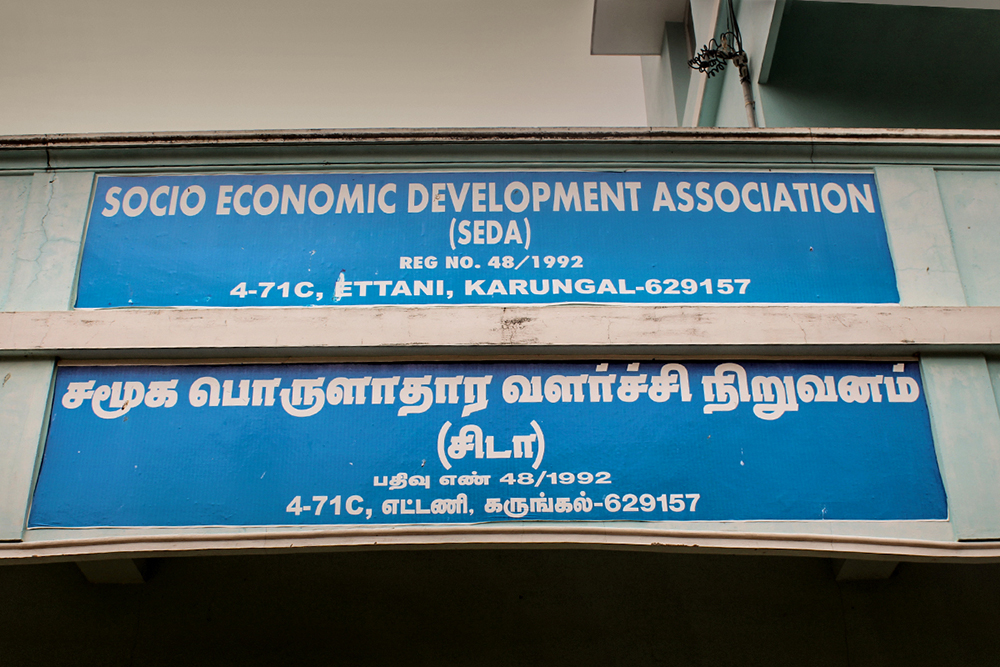 SOCIO ECONOMIC DEVELOPMENT ASSOCIATION
(SEDA)
REG NO. 48/1992
4-71C, ETTANI, KARUNGAL-629157
சமூக பொருளாதார வளர்ச்சி நிறுவனம்
(சிடா)
பதிவு எண் 48/1992
4-71C, எட்டணி, கருங்கல்-629157